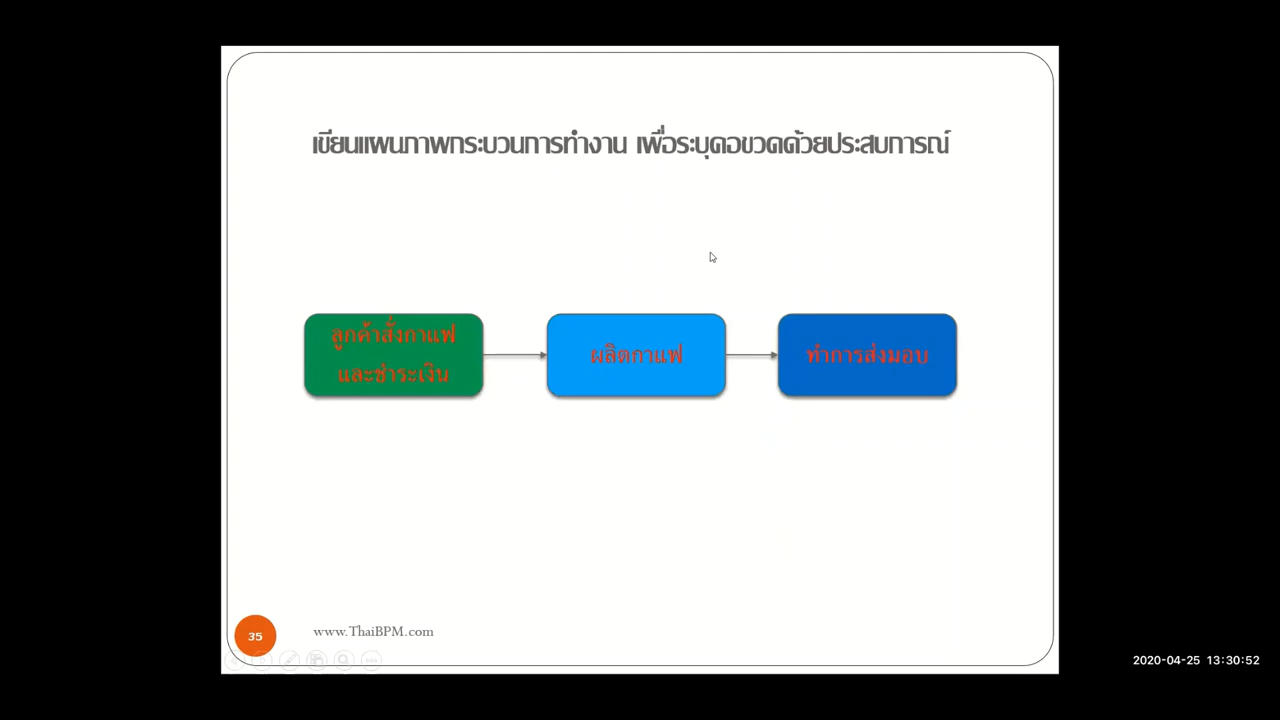 เขียนแผนภาพกระบวนการทำงาน เพื่อระบุคอขวดด้วยประสบการณ์
ลูกค้าสั่งกาแฟ
และชำระเงิน
ผลิตกาแฟ
ทำการส่งมอบ
35
www.ThaiBPM.com
2020-04-25 13:30:52